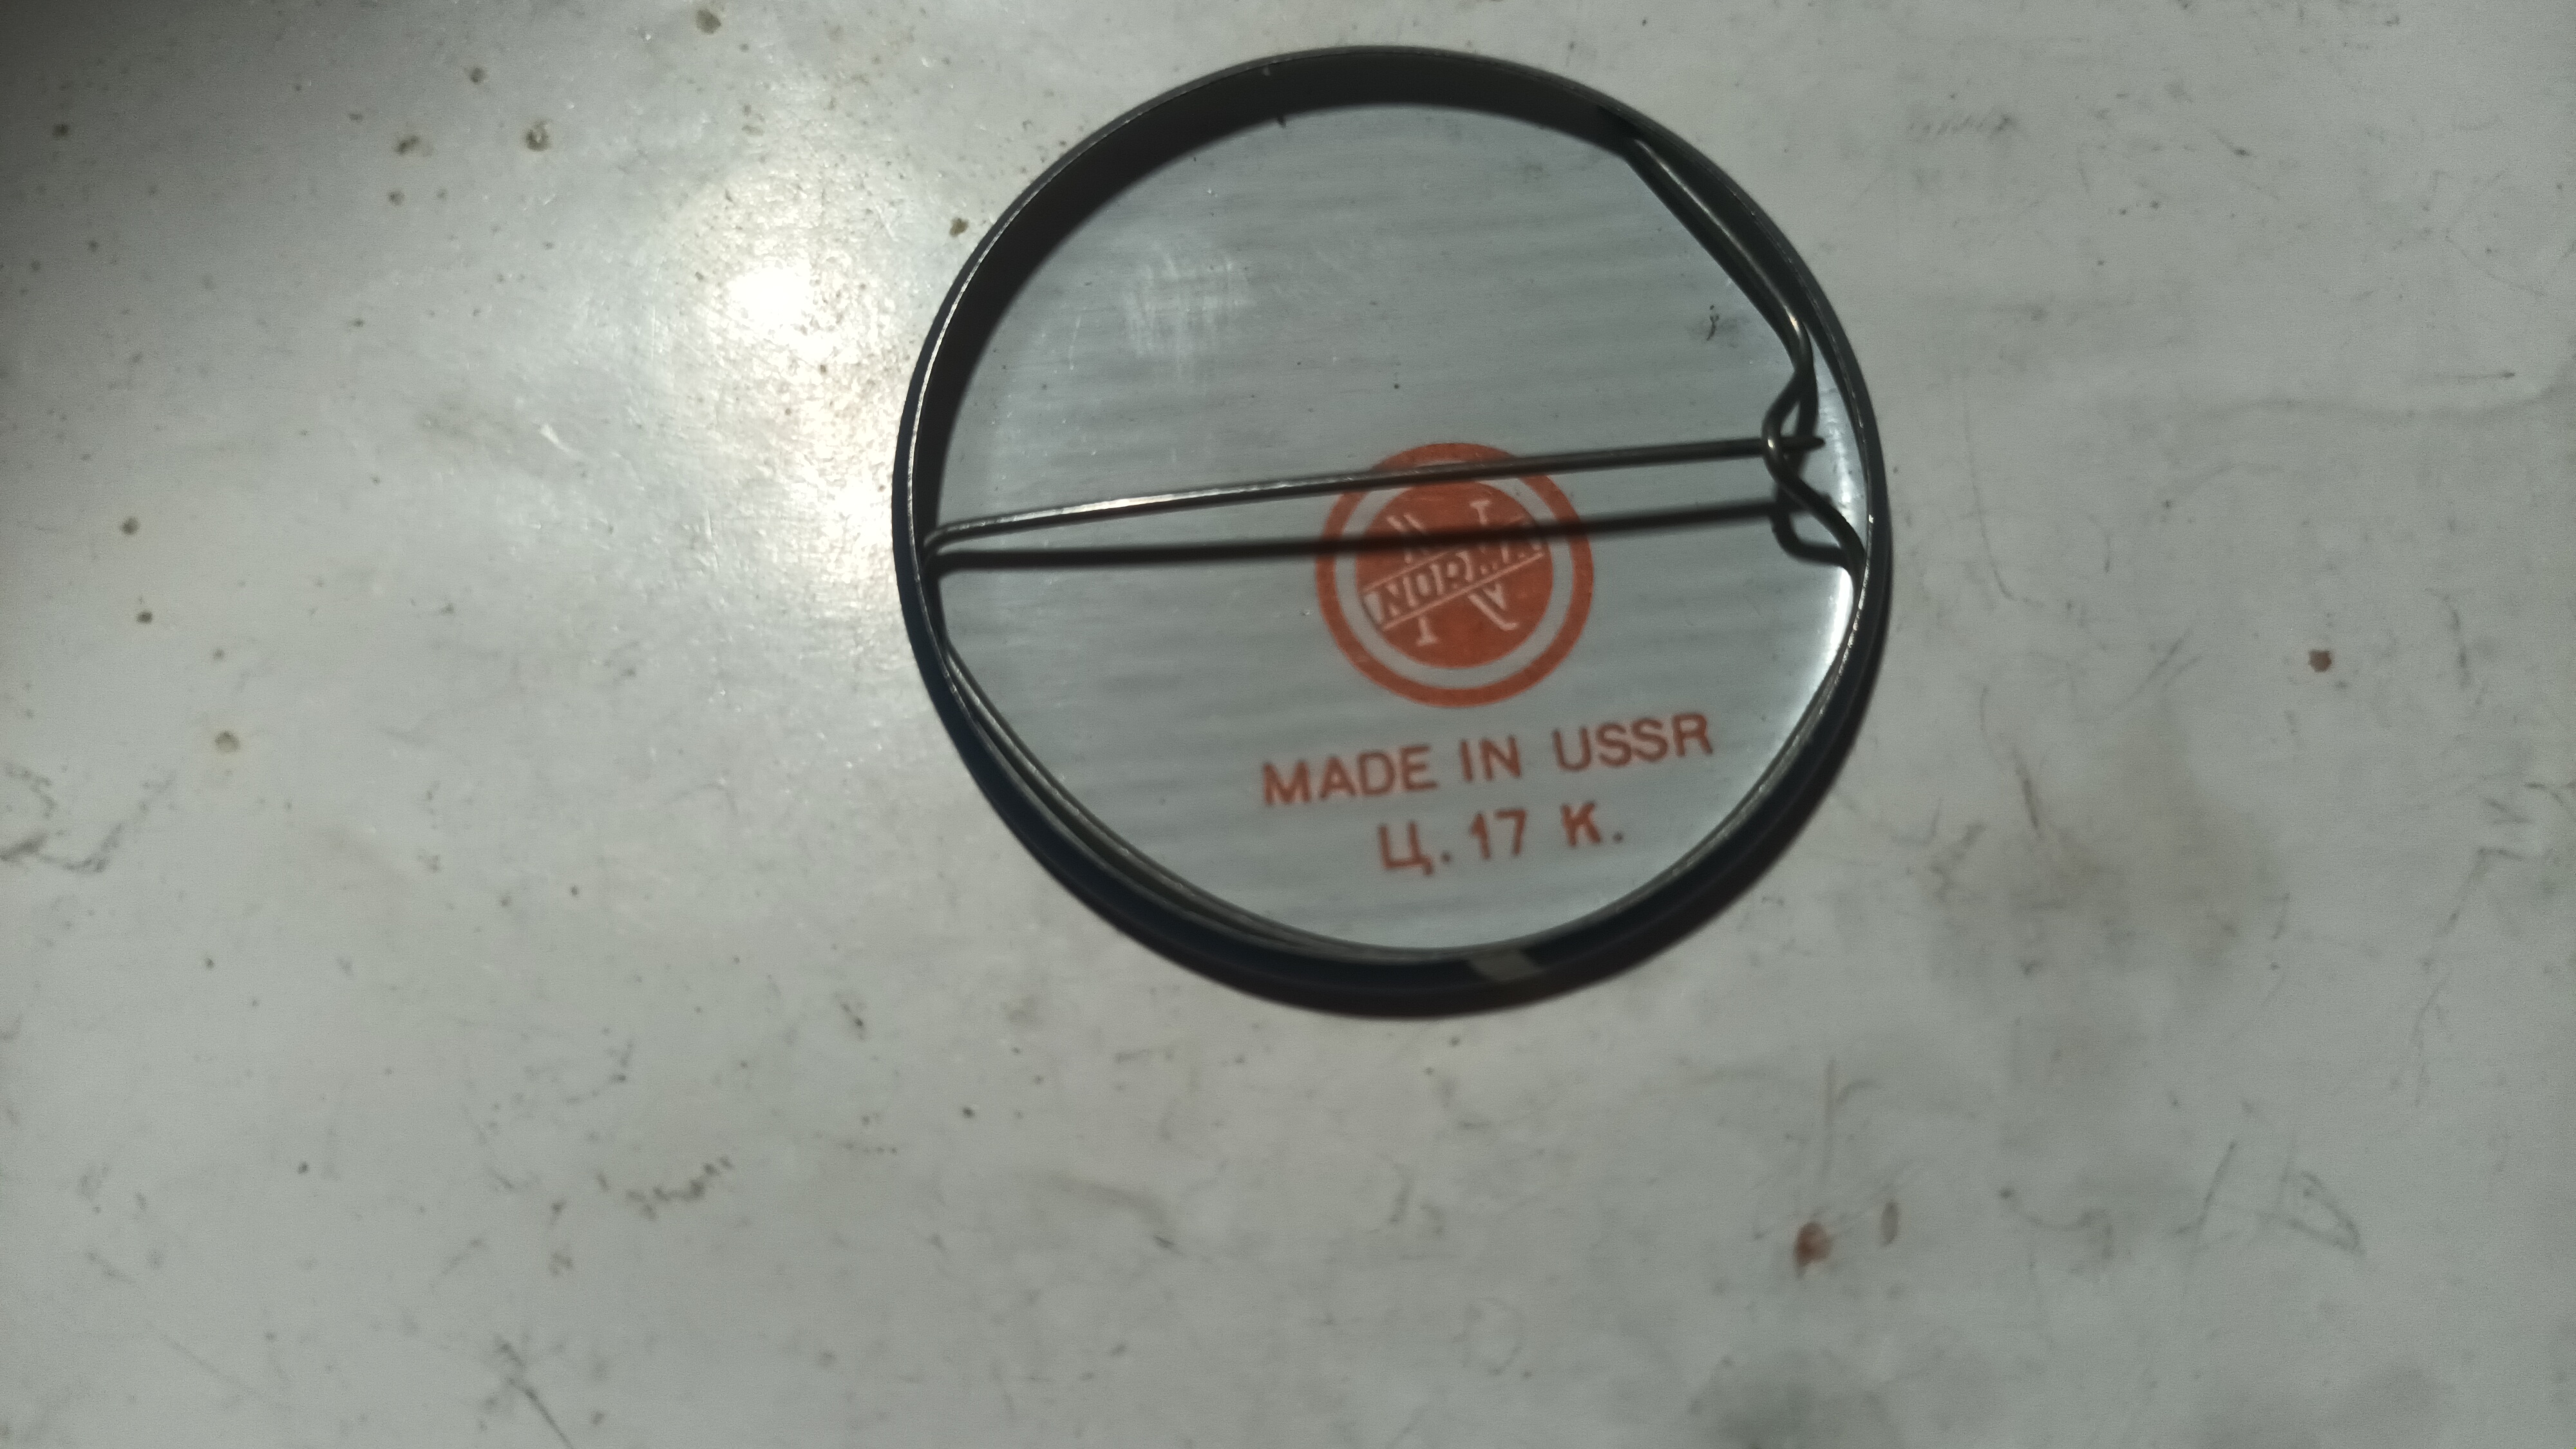 NORMA
MADE IN USSR
Ц. 17 К.